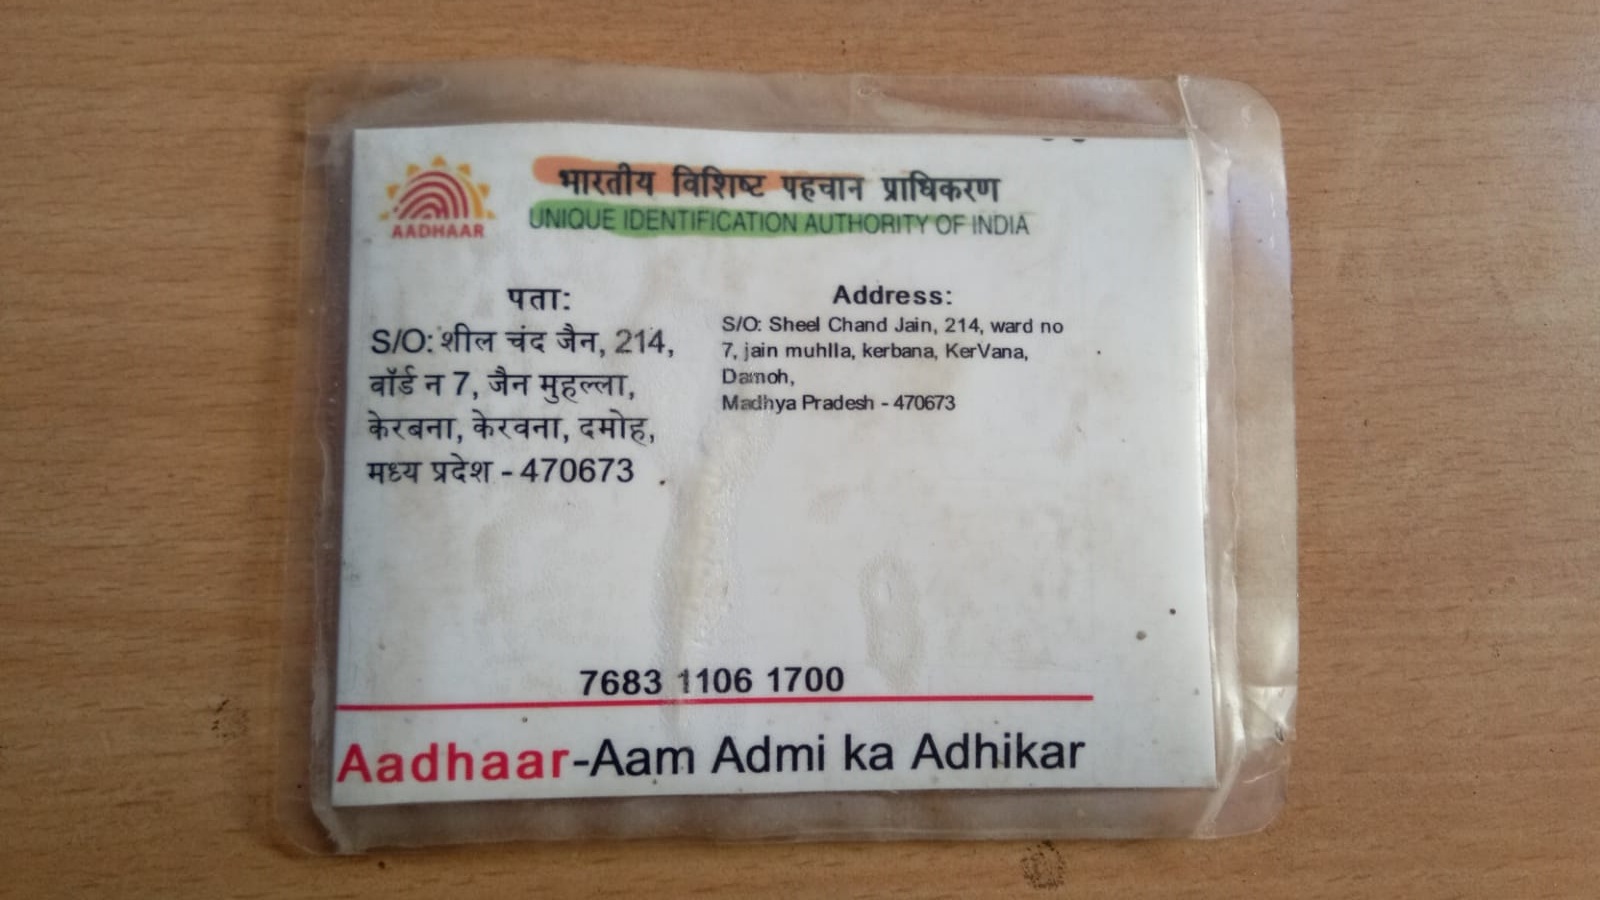 AADHAAR
भारतीय विशिष्ट पहचान प्राधिकरण
UNIQUE IDENTIFICATION AUTHORITY OF INDIA
पता:
S/O: शील चंद जैन, 214,
वॉर्ड न 7, जैन मुहल्ला,
केरबना, केरवना, दमोह,
मध्य प्रदेश - 470673
Address:
S/O: Sheel Chand Jain, 214, ward no
7, jain muhlla, kerbana, KerVana,
Damoh,
Madhya Pradesh - 470673
7683 1106 1700
Aadhaar-Aam Admi ka Adhikar